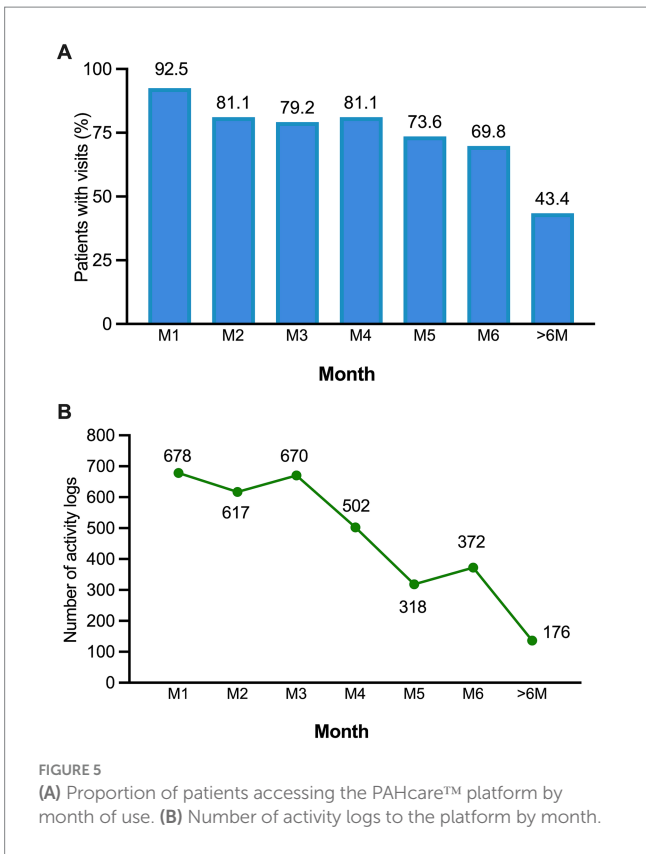 A
100
75
50
25
0
Patients with visits (%)
92.5
81.1
79.2
81.1
73.6
69.8
43.4
M1 M2 M3 M4 M5 M6 >6M
Month
B
800
700
600
500
400
300
200
100
0
Number of activity logs
678
617
670
502
318
372
176
M1 M2 M3 M4 M5 M6 >6M
Month
FIGURE 5
(A) Proportion of patients accessing the PAHcare™ platform by
month of use. (B) Number of activity logs to the platform by month.